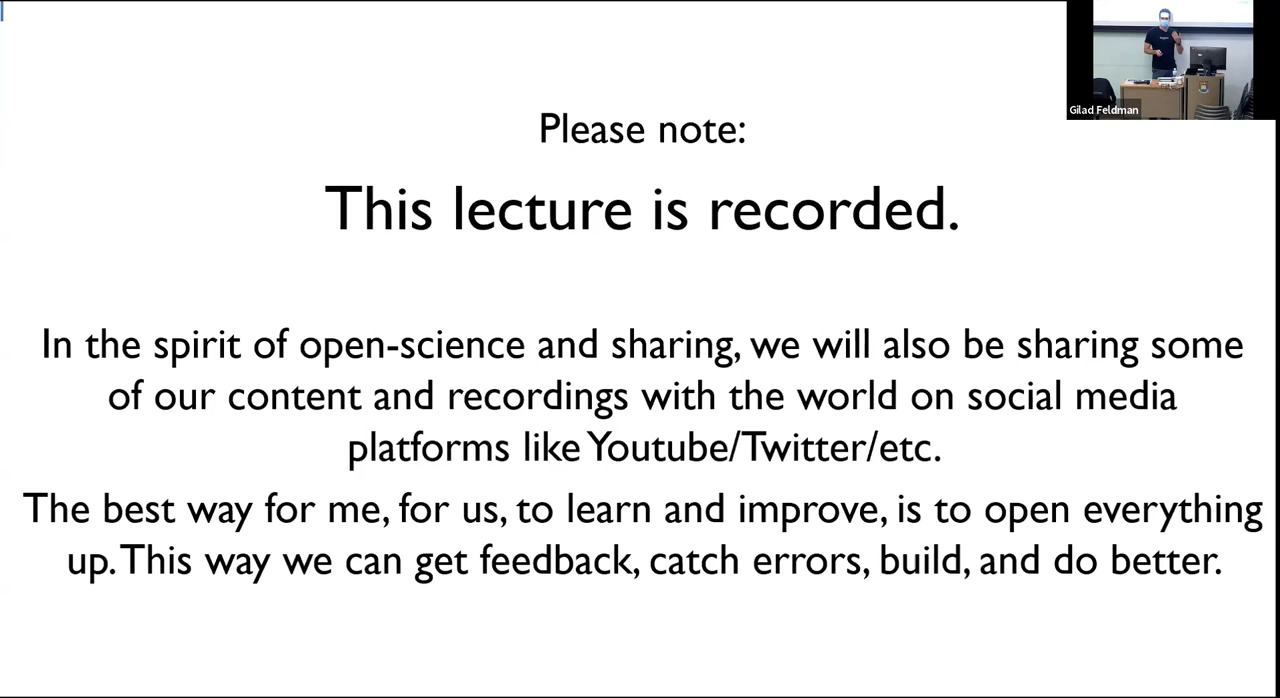 Please note:
This lecture is recorded.
In the spirit of open-science and sharing, we will also be sharing some
of our content and recordings with the world on social media
platforms like Youtube/Twitter/etc.
The best way for me, for us, to learn and improve, is to open everything
up. This way we can get feedback, catch errors, build, and do better.
Gilad Feldman